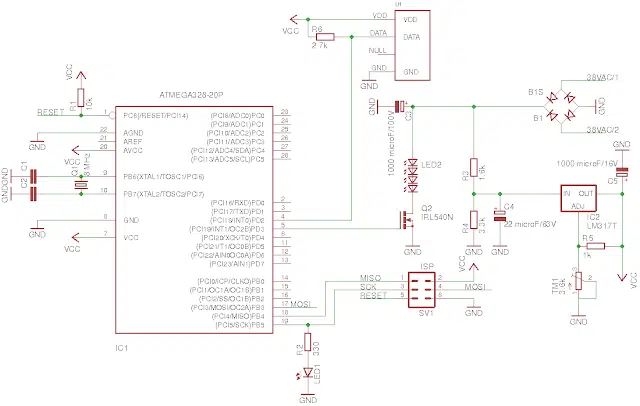 U1
VCC
VDD
VDD
R6
2.7k
DATA
DATA
NULL
GND
GND
GND
VCC
R1
10k
ATMEGA328-20P
RESET
1
PC6(/RESET/PCI14)
22
AGND
21
AREF
20
AVCC
GND
VCC
C1
C2
GND
GND
Q1
8 MHz
9
PB6(XTAL1/TOSC1/PCI6)
10
PB7(XTAL2/TOSC2/PCI7)
8
GND
7
VCC
GND
VCC
(PCI8/ADC0)PC0
23
(PCI9/ADC1)PC1
24
(PCI10/ADC2)PC2
25
(PCI11/ADC3)PC3
26
(PCI12/ADC4/SDA)PC4
27
(PCI13/ADC5/SCL)PC5
28
(PCI16/RXD)PD0
2
(PCI17/TXD)PD1
3
(PCI18/INT0)PD2
4
(PCI19/INT1/OC2B)PD3
5
(PCI20/XCK/T0)PD4
6
(PCI21/T1/OC0B)PD5
11
(PCI22/AIN0/OC0A)PD6
12
(PCI23/AIN1)PD7
13
(PCI0/ICP/CLKO)PB0
14
(PCI1/OC1A/OC1B)PB1
15
(PCI2/SS/OC1B)PB2
16
(PCI3/MOSI/OC2A)PB3
17
MOSI
(PCI4/MISO)PB4
18
(PCI5/SCK)PB5
19
IC1
GND
C3
1000 microF/100V
LED2
Q2
IRL540N
GND
R3
1.6k
R4
3.3k
GND
C4
22 microF/63V
GND
38VAC/1
B1S
B1
GND
38VAC/2
GND
1000 microF/16V
C5
IN
OUT
ADJ
IC2
LM317T
R5
1k
TM1
GND
VCC
ISP
VCC
MISO
1
2
SCK
3
4
MOSI
RESET
5
6
SV1
GND
R2
330
LED1
GND